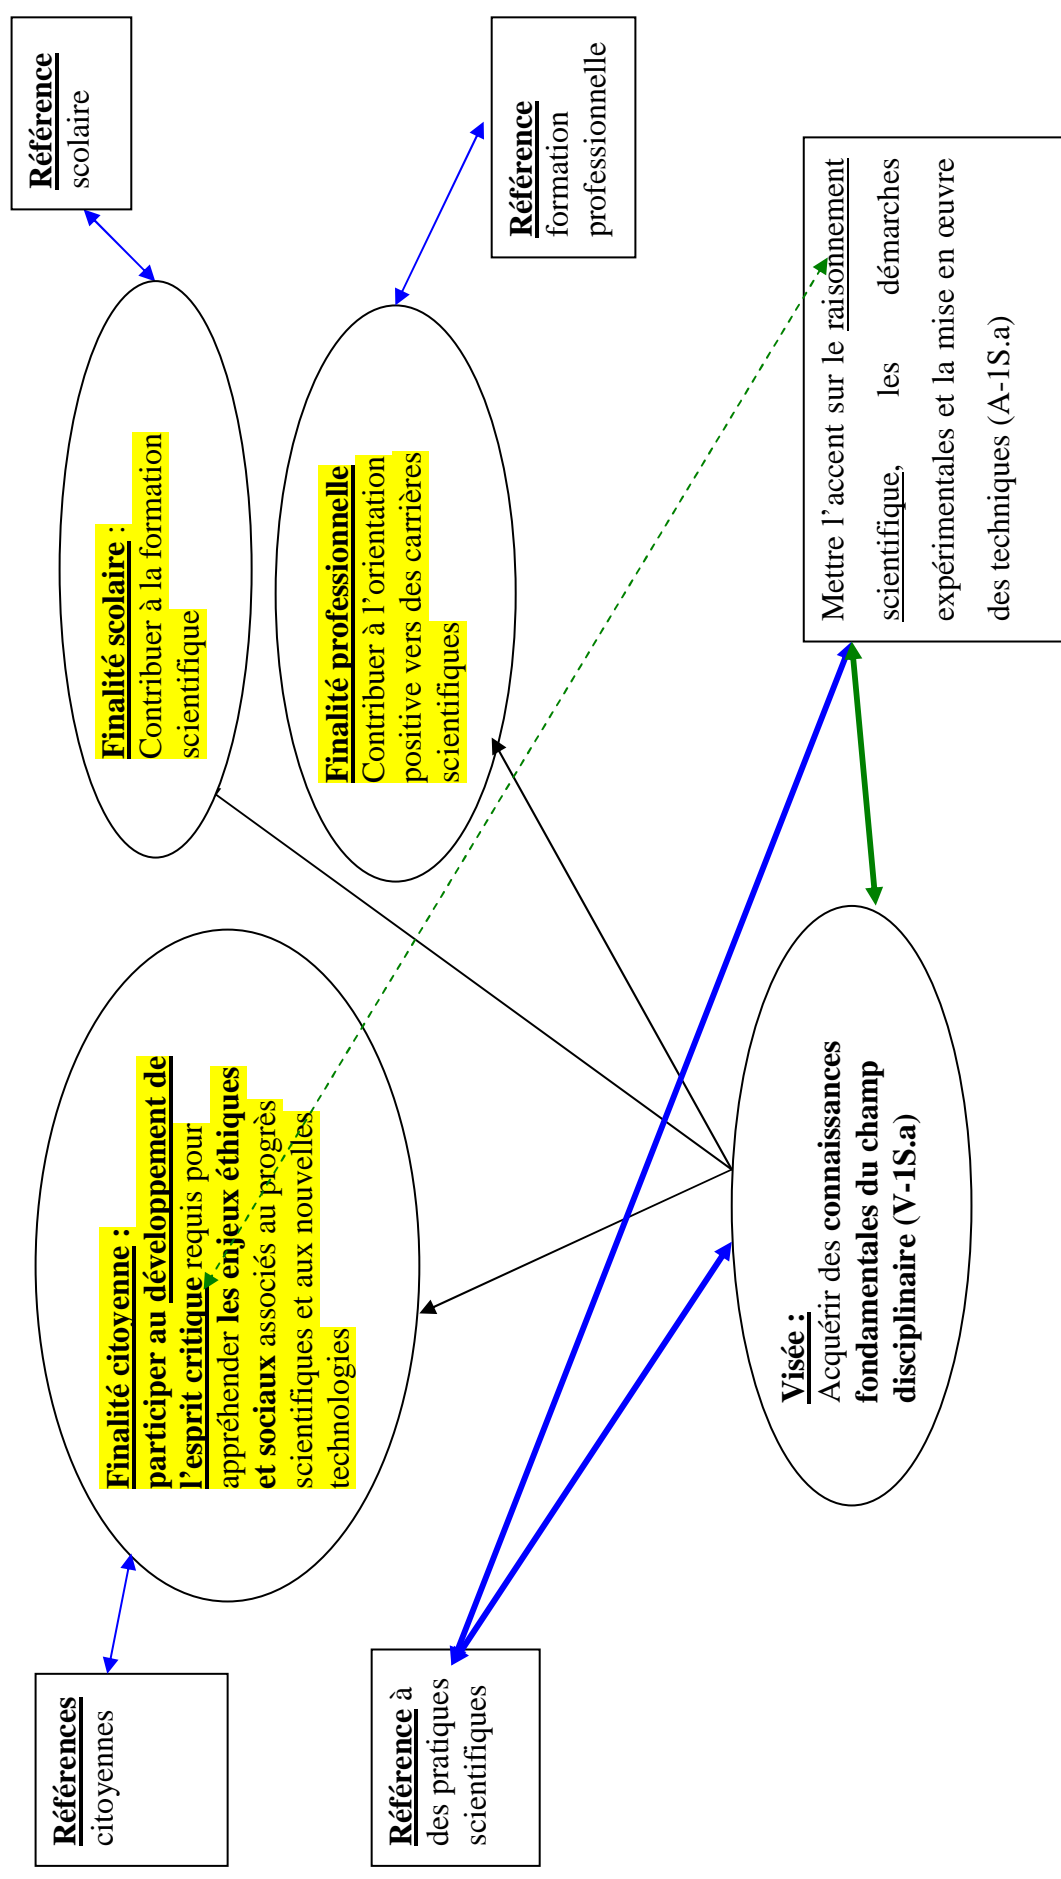 Références
citoyennes
Finalité citoyenne :
participer au développement de
l'esprit critique requis pour
appréhender les enjeux éthiques
et sociaux associés au progrès
scientifiques et aux nouvelles
technologies
Finalité scolaire :
Contribuer à la formation
scientifique
Référence
scolaire
Référence à
des pratiques
scientifiques
Finalité professionnelle
Contribuer à l'orientation
positive vers des carrières
scientifiques
Référence
formation
professionnelle
Visée :
Acquérir des connaissances
fondamentales du champ
disciplinaire (V-1S.a)
Mettre l'accent sur le raisonnement
scientifique, les démarches
expérimentales et la mise en œuvre
des techniques (A-1S.a)